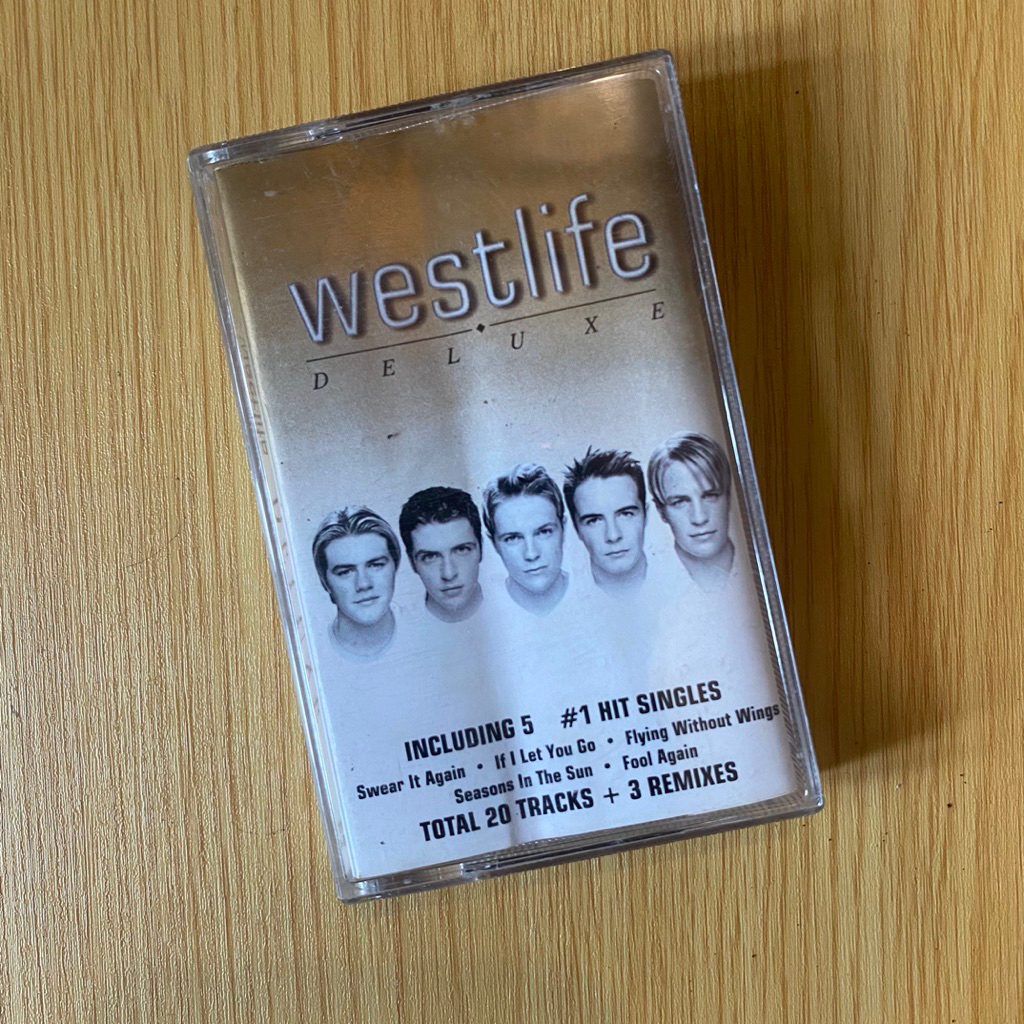 westlife
DELUXE
INCLUDING 5 #1 HIT SINGLES
Swear It Again • If I Let You Go • Flying Without Wings
Seasons In The Sun • Fool Again
TOTAL 20 TRACKS + 3 REMIXES